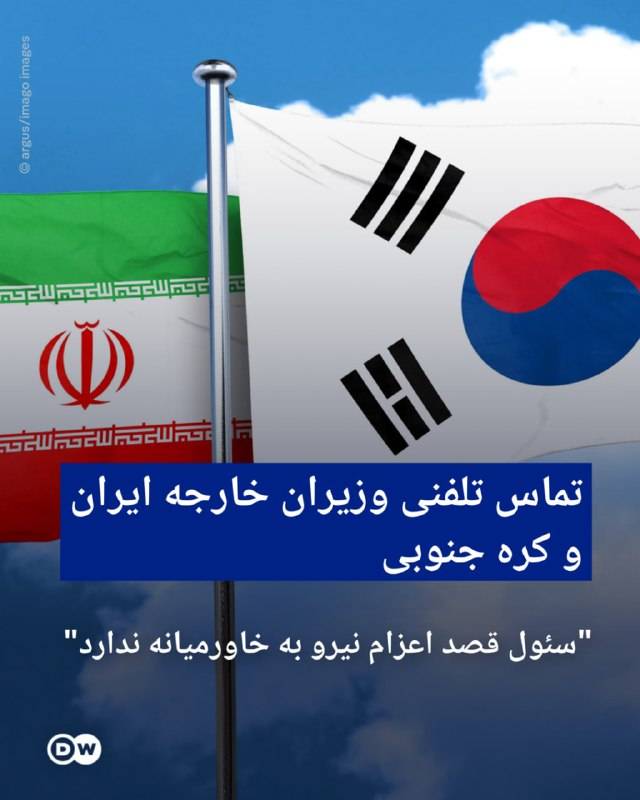 © argus/imago images
تماس تلفنی وزیران خارجه ایران
و کره جنوبی
"سئول قصد اعزام نیرو به خاورمیانه ندارد"
DW